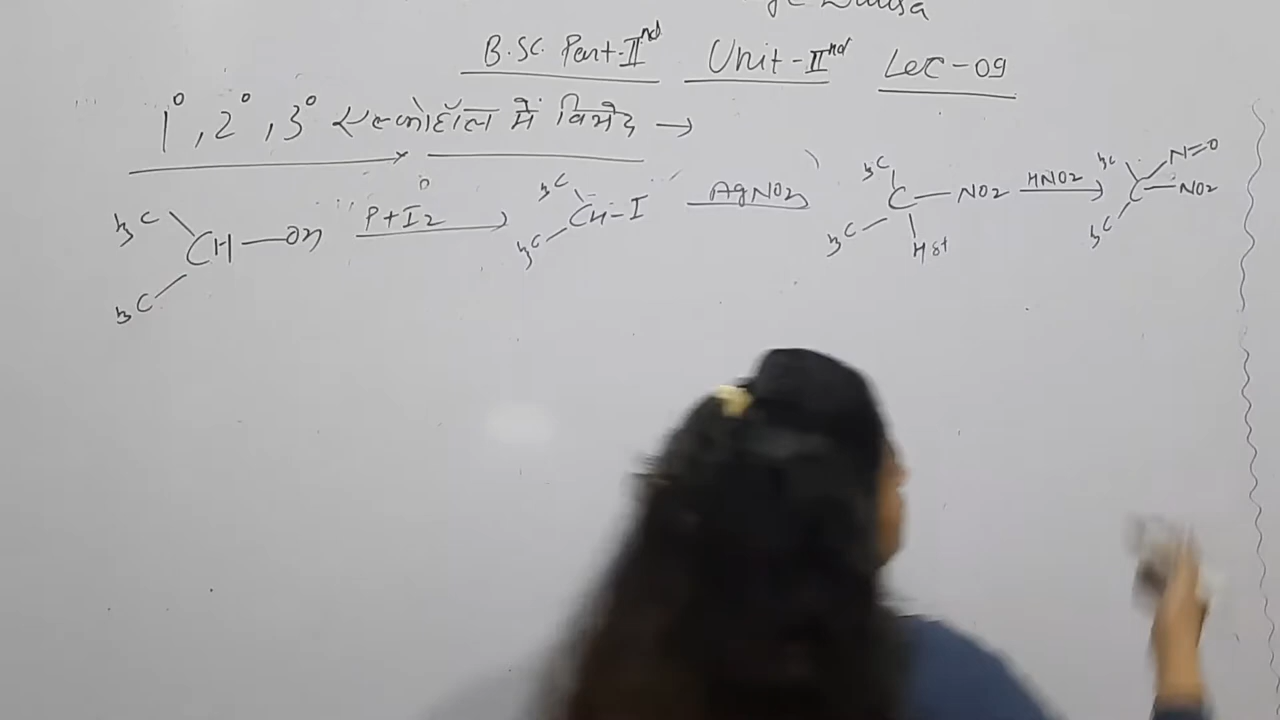 B.SC. Part-IInd Unit-IInd Lec-09
1°, 2°, 3° एल्कोहॉल में विभेद →
H3C H3C CH—OH P+I2 → H3C H3C CH-I AgNO2 H3C H3C C—NO2 Hδ+ HNO2 → H3C H3C C N=O NO2